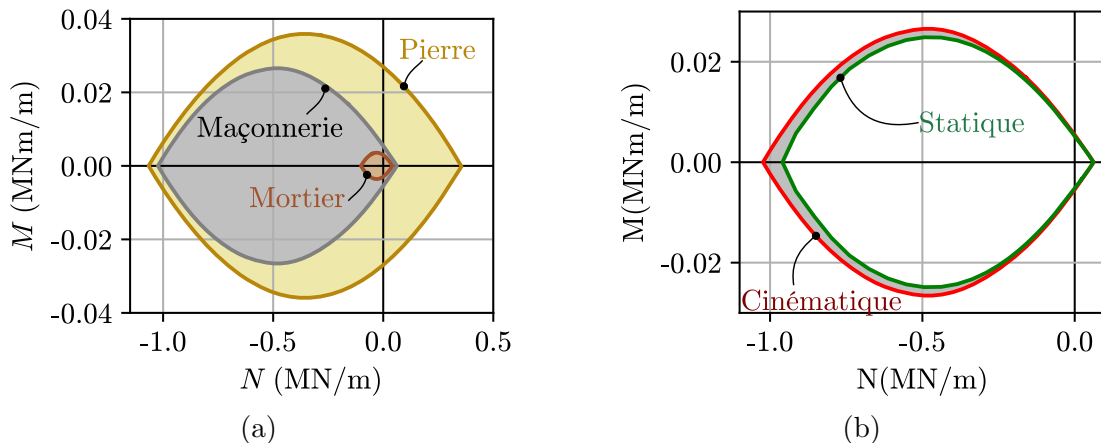 0.04
0.02
0.00
-0.02
-0.04
M (MNm/m)
Pierre
Maçonnerie
Mortier
-1.0 -0.5 0.0 0.5
N (MN/m)
(a)
0.02
0.00
-0.02
M(MNm/m)
Statique
Cinématique
-1.0 -0.5 0.0
N(MN/m)
(b)